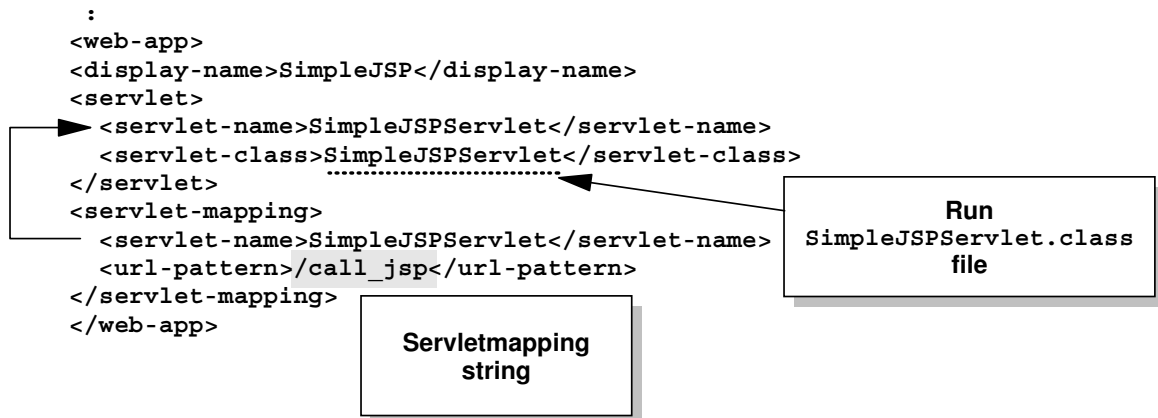 :
<web-app>
<display-name>SimpleJSP</display-name>
<servlet>
<servlet-name>SimpleJSPServlet</servlet-name>
<servlet-class>SimpleJSPServlet</servlet-class>
</servlet>
<servlet-mapping>
<servlet-name>SimpleJSPServlet</servlet-name>
<url-pattern>/call_jsp</url-pattern>
</servlet-mapping>
</web-app>
Run
SimpleJSPServlet.class
file
Servletmapping
string